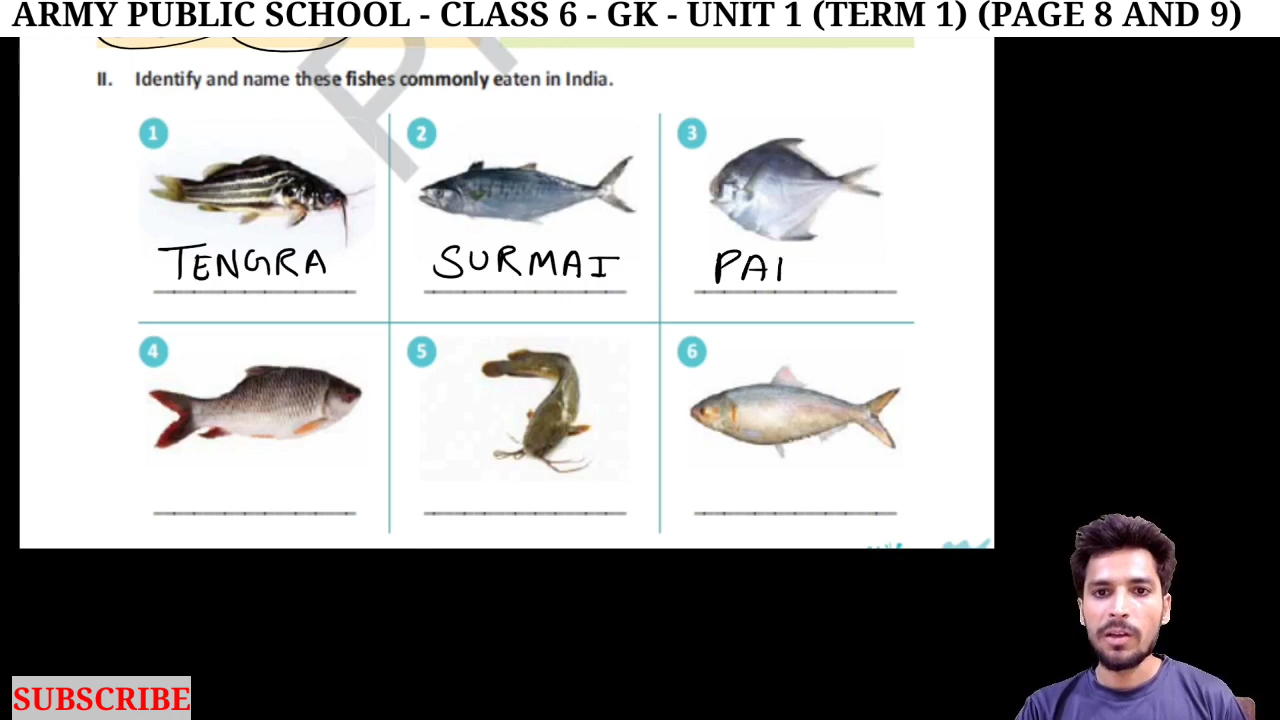 ARMY PUBLIC SCHOOL - CLASS 6 - GK - UNIT 1 (TERM 1) (PAGE 8 AND 9)
II. Identify and name these fishes commonly eaten in India.
1 2 3
TENGRA SURMAI PAI
4 5 6
SUBSCRIBE